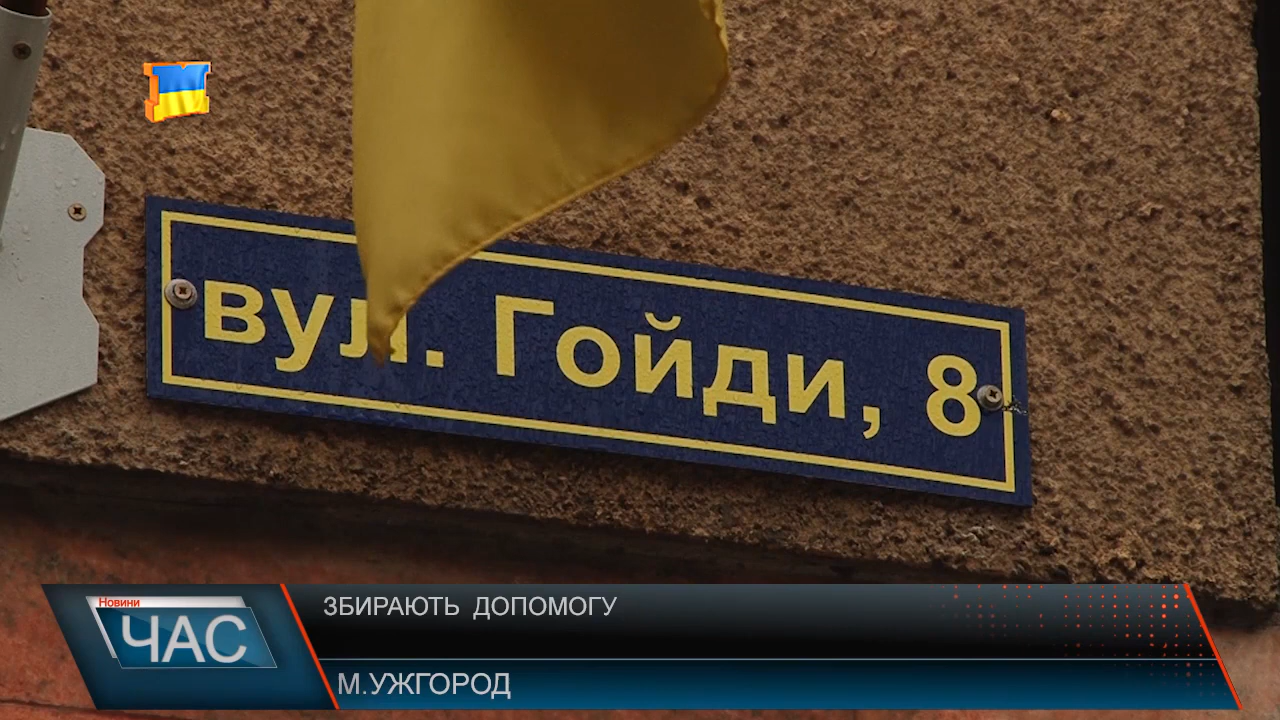 вул. Гойди, 8
Новини
ЧАС
ЗБИРАЮТЬ ДОПОМОГУ
М.УЖГОРОД